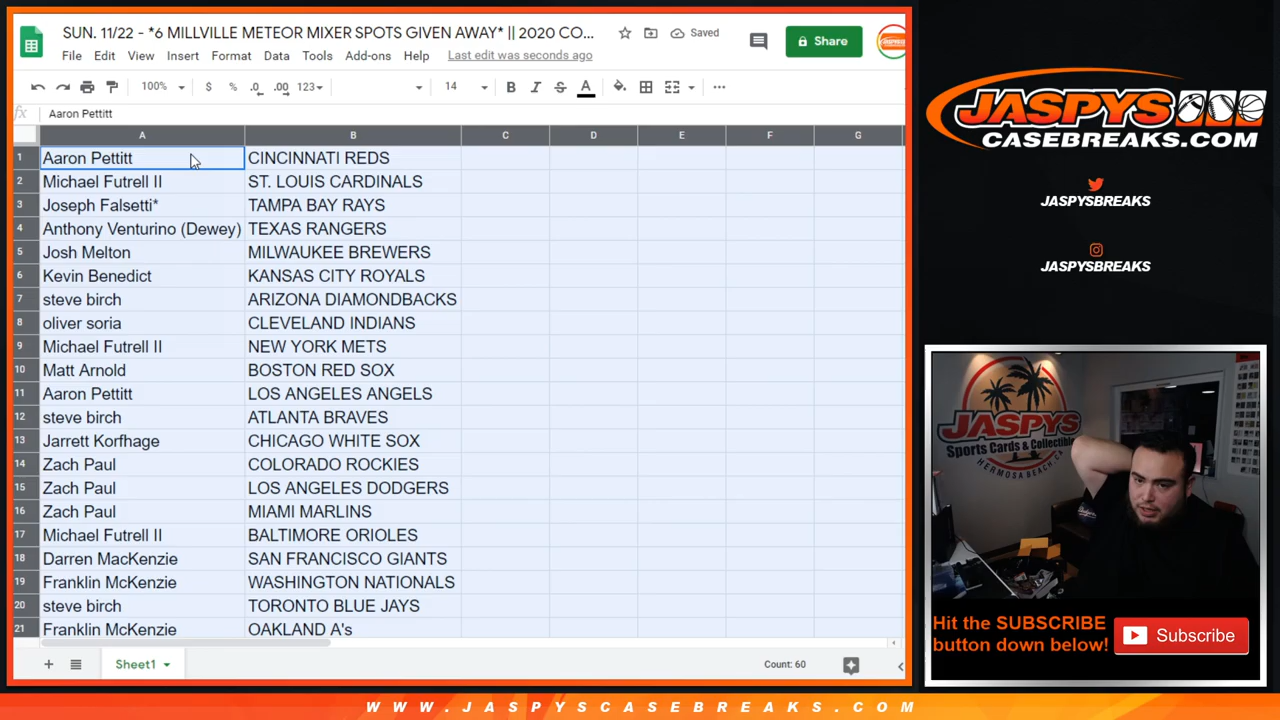 SUN. 11/22 - *6 MILLVILLE METEOR MIXER SPOTS GIVEN AWAY* || 2020 CO...
Saved
Share
File Edit View Insert Format Data Tools Add-ons Help Last edit was seconds ago
100% $ % .0 .00 123 14 B I S A
fx Aaron Pettitt
A B C D E F G
1 Aaron Pettitt CINCINNATI REDS
2 Michael Futrell II ST. LOUIS CARDINALS
3 Joseph Falsetti* TAMPA BAY RAYS
4 Anthony Venturino (Dewey) TEXAS RANGERS
5 Josh Melton MILWAUKEE BREWERS
6 Kevin Benedict KANSAS CITY ROYALS
7 steve birch ARIZONA DIAMONDBACKS
8 oliver soria CLEVELAND INDIANS
9 Michael Futrell II NEW YORK METS
10 Matt Arnold BOSTON RED SOX
11 Aaron Pettitt LOS ANGELES ANGELS
12 steve birch ATLANTA BRAVES
13 Jarrett Korfhage CHICAGO WHITE SOX
14 Zach Paul COLORADO ROCKIES
15 Zach Paul LOS ANGELES DODGERS
16 Zach Paul MIAMI MARLINS
17 Michael Futrell II BALTIMORE ORIOLES
18 Darren MacKenzie SAN FRANCISCO GIANTS
19 Franklin McKenzie WASHINGTON NATIONALS
20 steve birch TORONTO BLUE JAYS
21 Franklin McKenzie OAKLAND A's
Sheet1
Count: 60
JASPYS
CASEBREAKS.COM
JASPYSBREAKS
JASPYSBREAKS
JASPYS
Sports Cards & Collectibles
HERMOSA BEACH, CA
Hit the SUBSCRIBE
button down below!
Subscribe
WWW.JASPYSCASEBREAKS.COM